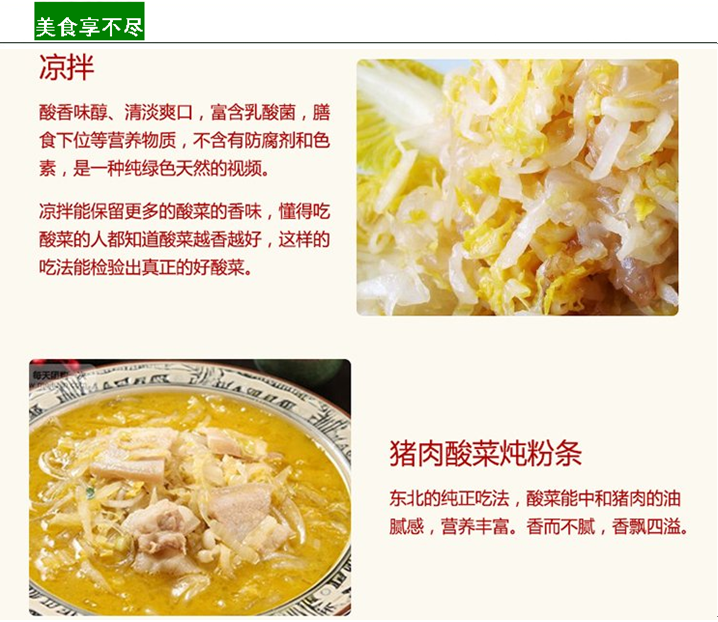 美食享不尽
凉拌
酸香味醇、清淡爽口，富含乳酸菌，膳
食下位等营养物质，不含有防腐剂和色
素，是一种纯绿色天然的视频。
凉拌能保留更多的酸菜的香味，懂得吃
酸菜的人都知道酸菜越香越好，这样的
吃法能检验出真正的好酸菜。
猪肉酸菜炖粉条
东北的纯正吃法，酸菜能中和猪肉的油
腻感，营养丰富。香而不腻，香飘四溢。